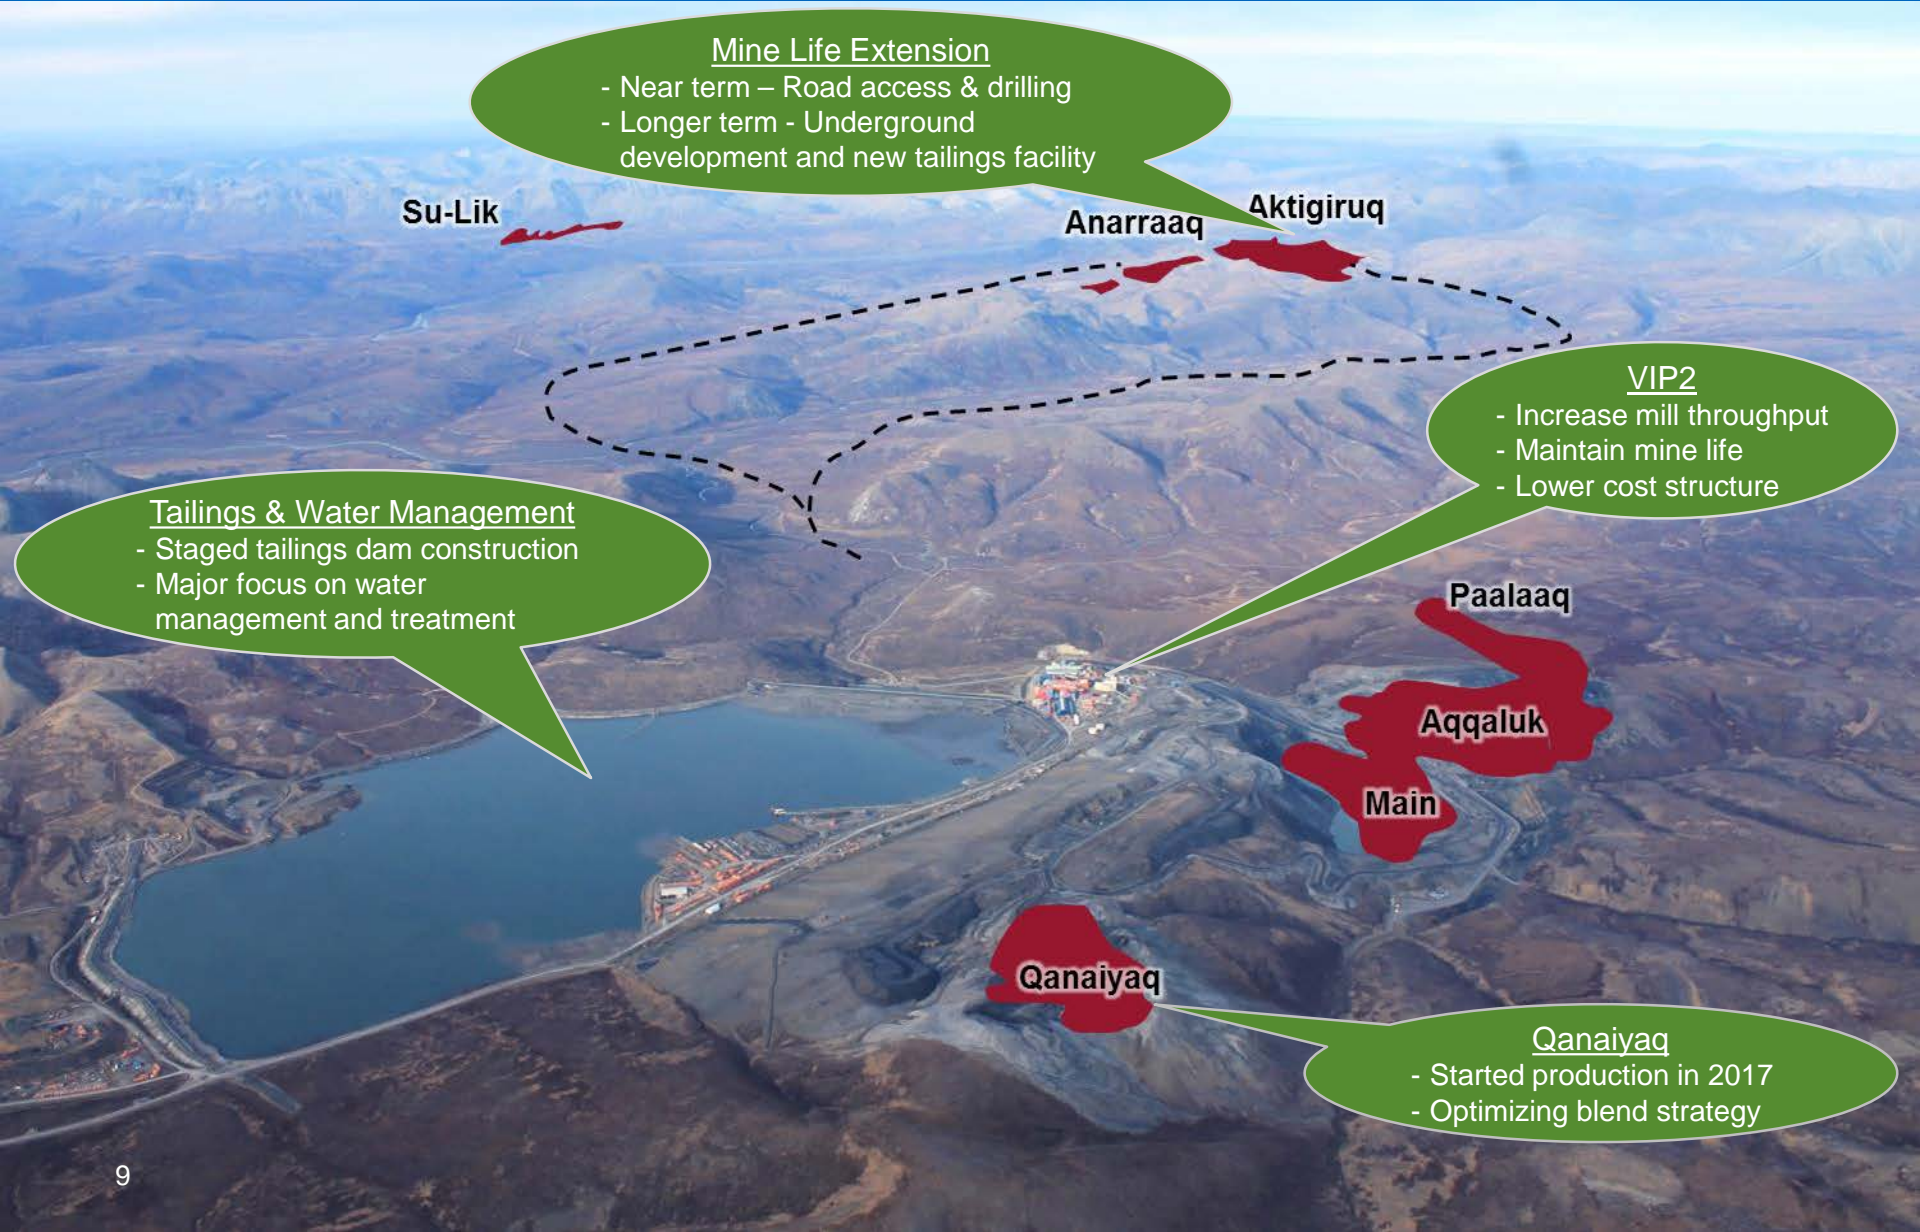 Mine Life Extension
- Near term – Road access & drilling
- Longer term - Underground
development and new tailings facility
Su-Lik
Anarraaq
Aktigiruq
VIP2
- Increase mill throughput
- Maintain mine life
- Lower cost structure
Tailings & Water Management
- Staged tailings dam construction
- Major focus on water
management and treatment
Paalaaq
Aqqaluk
Main
Qanaiyaq
Qanaiyaq
- Started production in 2017
- Optimizing blend strategy
9